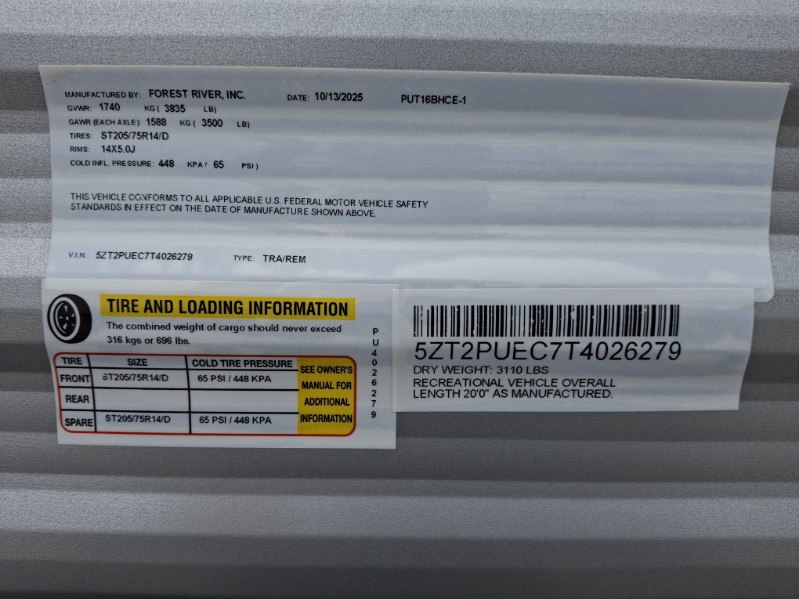 MANUFACTURED BY: FOREST RIVER, INC. DATE: 10/13/2025 PUT16BHCE-1
GVWR: 1740 KG ( 3835 LB)
GAWR (EACH AXLE): 1588 KG ( 3500 LB)
TIRES: ST205/75R14/D
RIMS: 14X5.0J
COLD INFL. PRESSURE: 448 KPA/ 65 PSI )
THIS VEHICLE CONFORMS TO ALL APPLICABLE U.S. FEDERAL MOTOR VEHICLE SAFETY
STANDARDS IN EFFECT ON THE DATE OF MANUFACTURE SHOWN ABOVE.
V.I.N. 5ZT2PUEC7T4026279 TYPE: TRA/REM
TIRE AND LOADING INFORMATION
The combined weight of cargo should never exceed
316 kgs or 696 lbs.
TIRE SIZE COLD TIRE PRESSURE
FRONT ST205/75R14/D 65 PSI / 448 KPA
REAR
SPARE ST205/75R14/D 65 PSI / 448 KPA
SEE OWNER'S
MANUAL FOR
ADDITIONAL
INFORMATION
PU4026279
5ZT2PUEC7T4026279
DRY WEIGHT: 3110 LBS
RECREATIONAL VEHICLE OVERALL
LENGTH 20'0" AS MANUFACTURED.